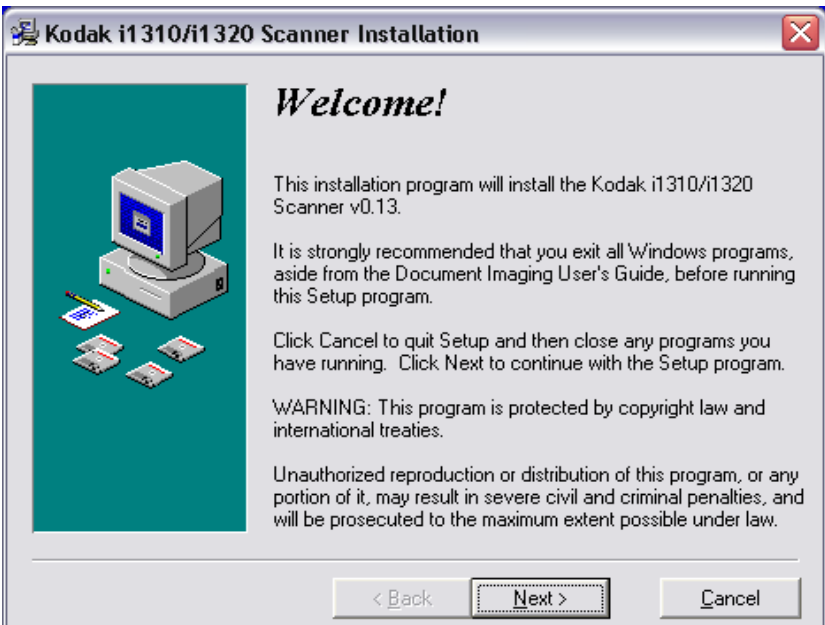 Kodak i1310/i1320 Scanner Installation
Welcome!
This installation program will install the Kodak i1310/i1320
Scanner v0.13.
It is strongly recommended that you exit all Windows programs,
aside from the Document Imaging User's Guide, before running
this Setup program.
Click Cancel to quit Setup and then close any programs you
have running.  Click Next to continue with the Setup program.
WARNING: This program is protected by copyright law and
international treaties.
Unauthorized reproduction or distribution of this program, or any
portion of it, may result in severe civil and criminal penalties, and
will be prosecuted to the maximum extent possible under law.
< Back
Next >
Cancel